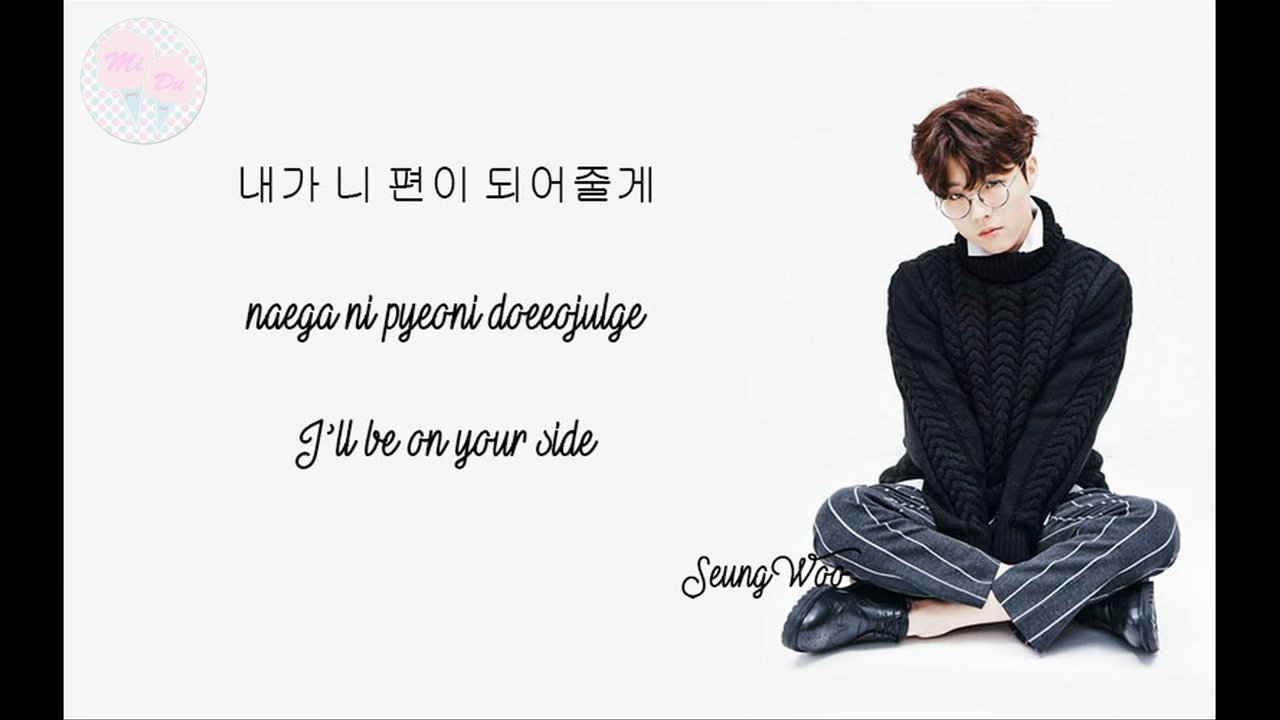 Mi
Du
내가 니 편이 되어줄게
naega ni pyeoni doeeojulge
I'll be on your side
SeungWoo